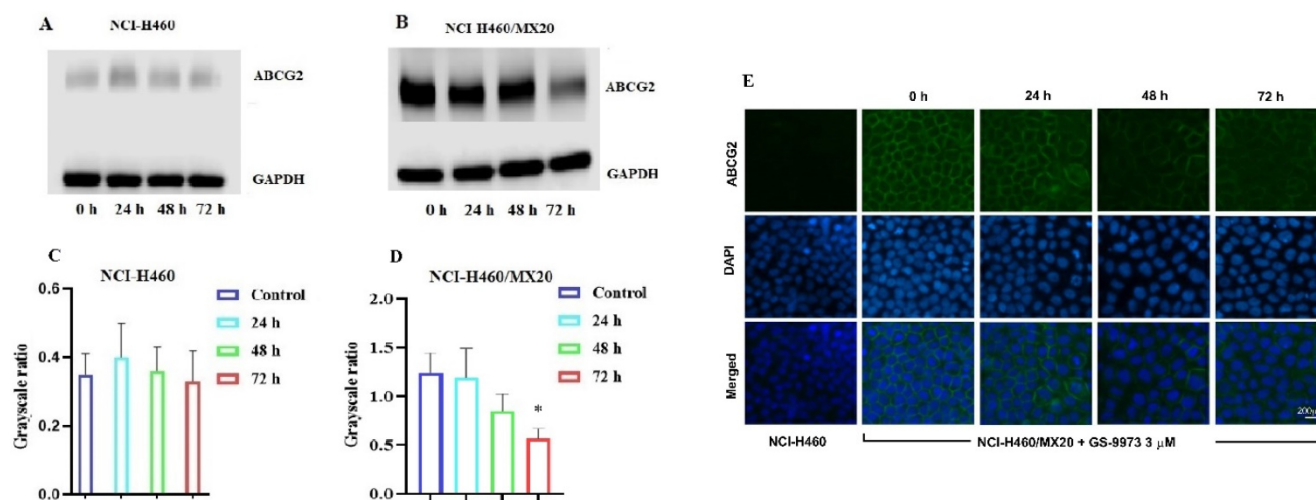 A
NCI-H460
ABCG2
GAPDH
0 h 24 h 48 h 72 h
B
NCI H460/MX20
ABCG2
GAPDH
0 h 24 h 48 h 72 h
C
NCI-H460
Grayscale ratio
0.6
0.4
0.2
0.0
Control
24 h
48 h
72 h
D
NCI-H460/MX20
Grayscale ratio
2.0
1.5
1.0
0.5
0.0
*
Control
24 h
48 h
72 h
E
0 h 24 h 48 h 72 h
ABCG2
DAPI
Merged
200μ
NCI-H460
NCI-H460/MX20 + GS-9973 3 μM